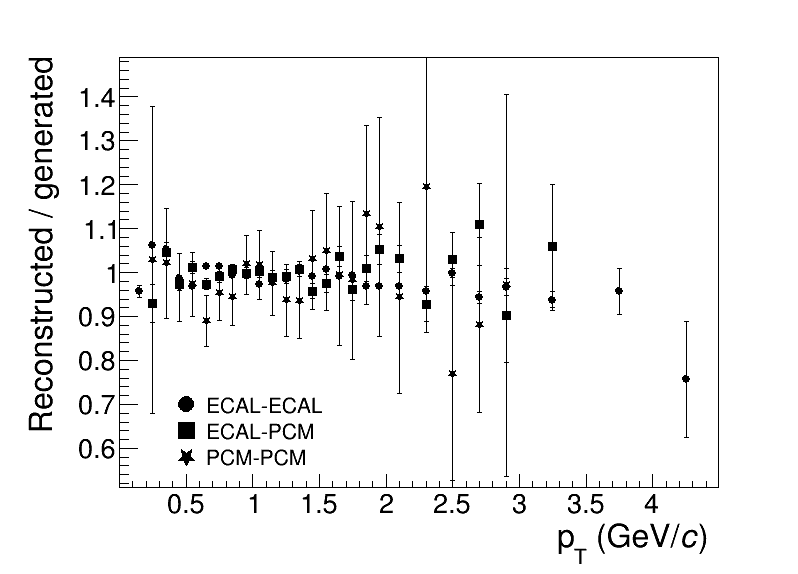 Reconstructed / generated
1.4
1.3
1.2
1.1
1
0.9
0.8
0.7
0.6
ECAL-ECAL
ECAL-PCM
PCM-PCM
0.5 1 1.5 2 2.5 3 3.5 4
p_T (GeV/c)